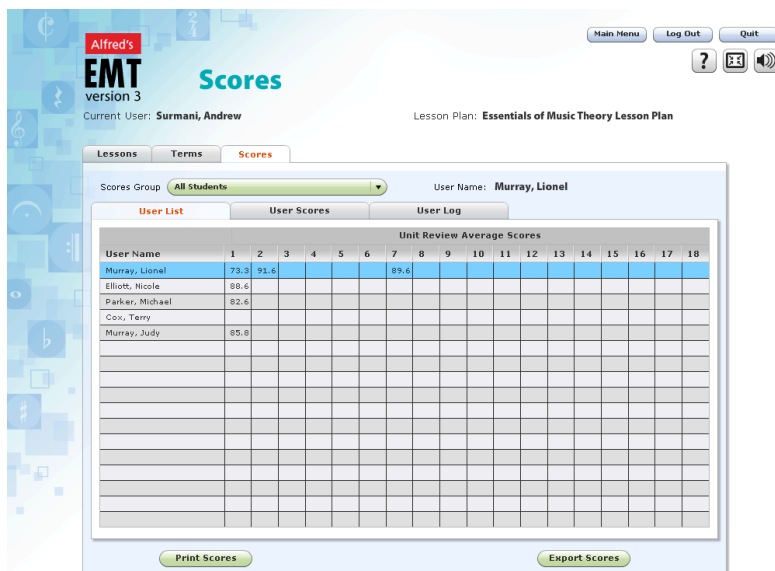 Main Menu Log Out Quit
Alfred's
EMT
version 3
Scores
?
Current User: Surmani, Andrew Lesson Plan: Essentials of Music Theory Lesson Plan
Lessons Terms Scores
Scores Group All Students User Name: Murray, Lionel
User List User Scores User Log
Unit Review Average Scores
User Name 1 2 3 4 5 6 7 8 9 10 11 12 13 14 15 16 17 18
Murray, Lionel 73.3 91.6 89.6
Elliott, Nicole 88.6
Parker, Michael 82.6
Cox, Terry
Murray, Judy 85.8
Print Scores Export Scores